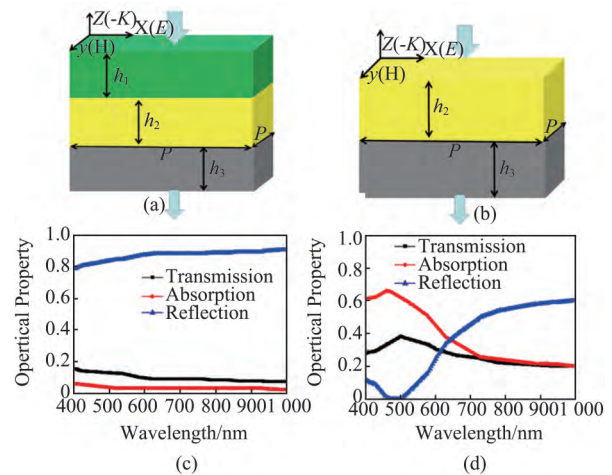 Z(-K)
X(E)
y(H)
h1
h2
P
P
h3
(a)
Z(-K)
X(E)
y(H)
h2
P
P
h3
(b)
Opertical Property
1.0
0.8
0.6
0.4
0.2
0
Transmission
Absorption
Reflection
400 500 600 700 800 9001 000
Wavelength/nm
(c)
Opertical Property
1.0
0.8
0.6
0.4
0.2
0
Transmission
Absorption
Reflection
400 500 600 700 800 9001 000
Wavelength/nm
(d)